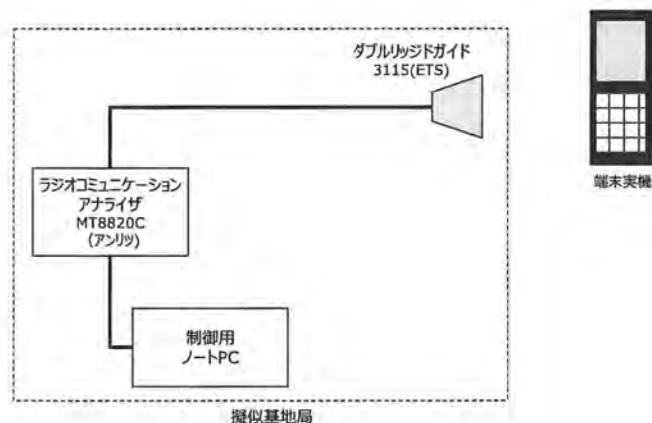 ダブルリッジドガイド
3115(ETS)
ラジオコミュニケーション
アナライザ
MT8820C
(アンリツ)
端末実機
制御用
ノートPC
擬似基地局